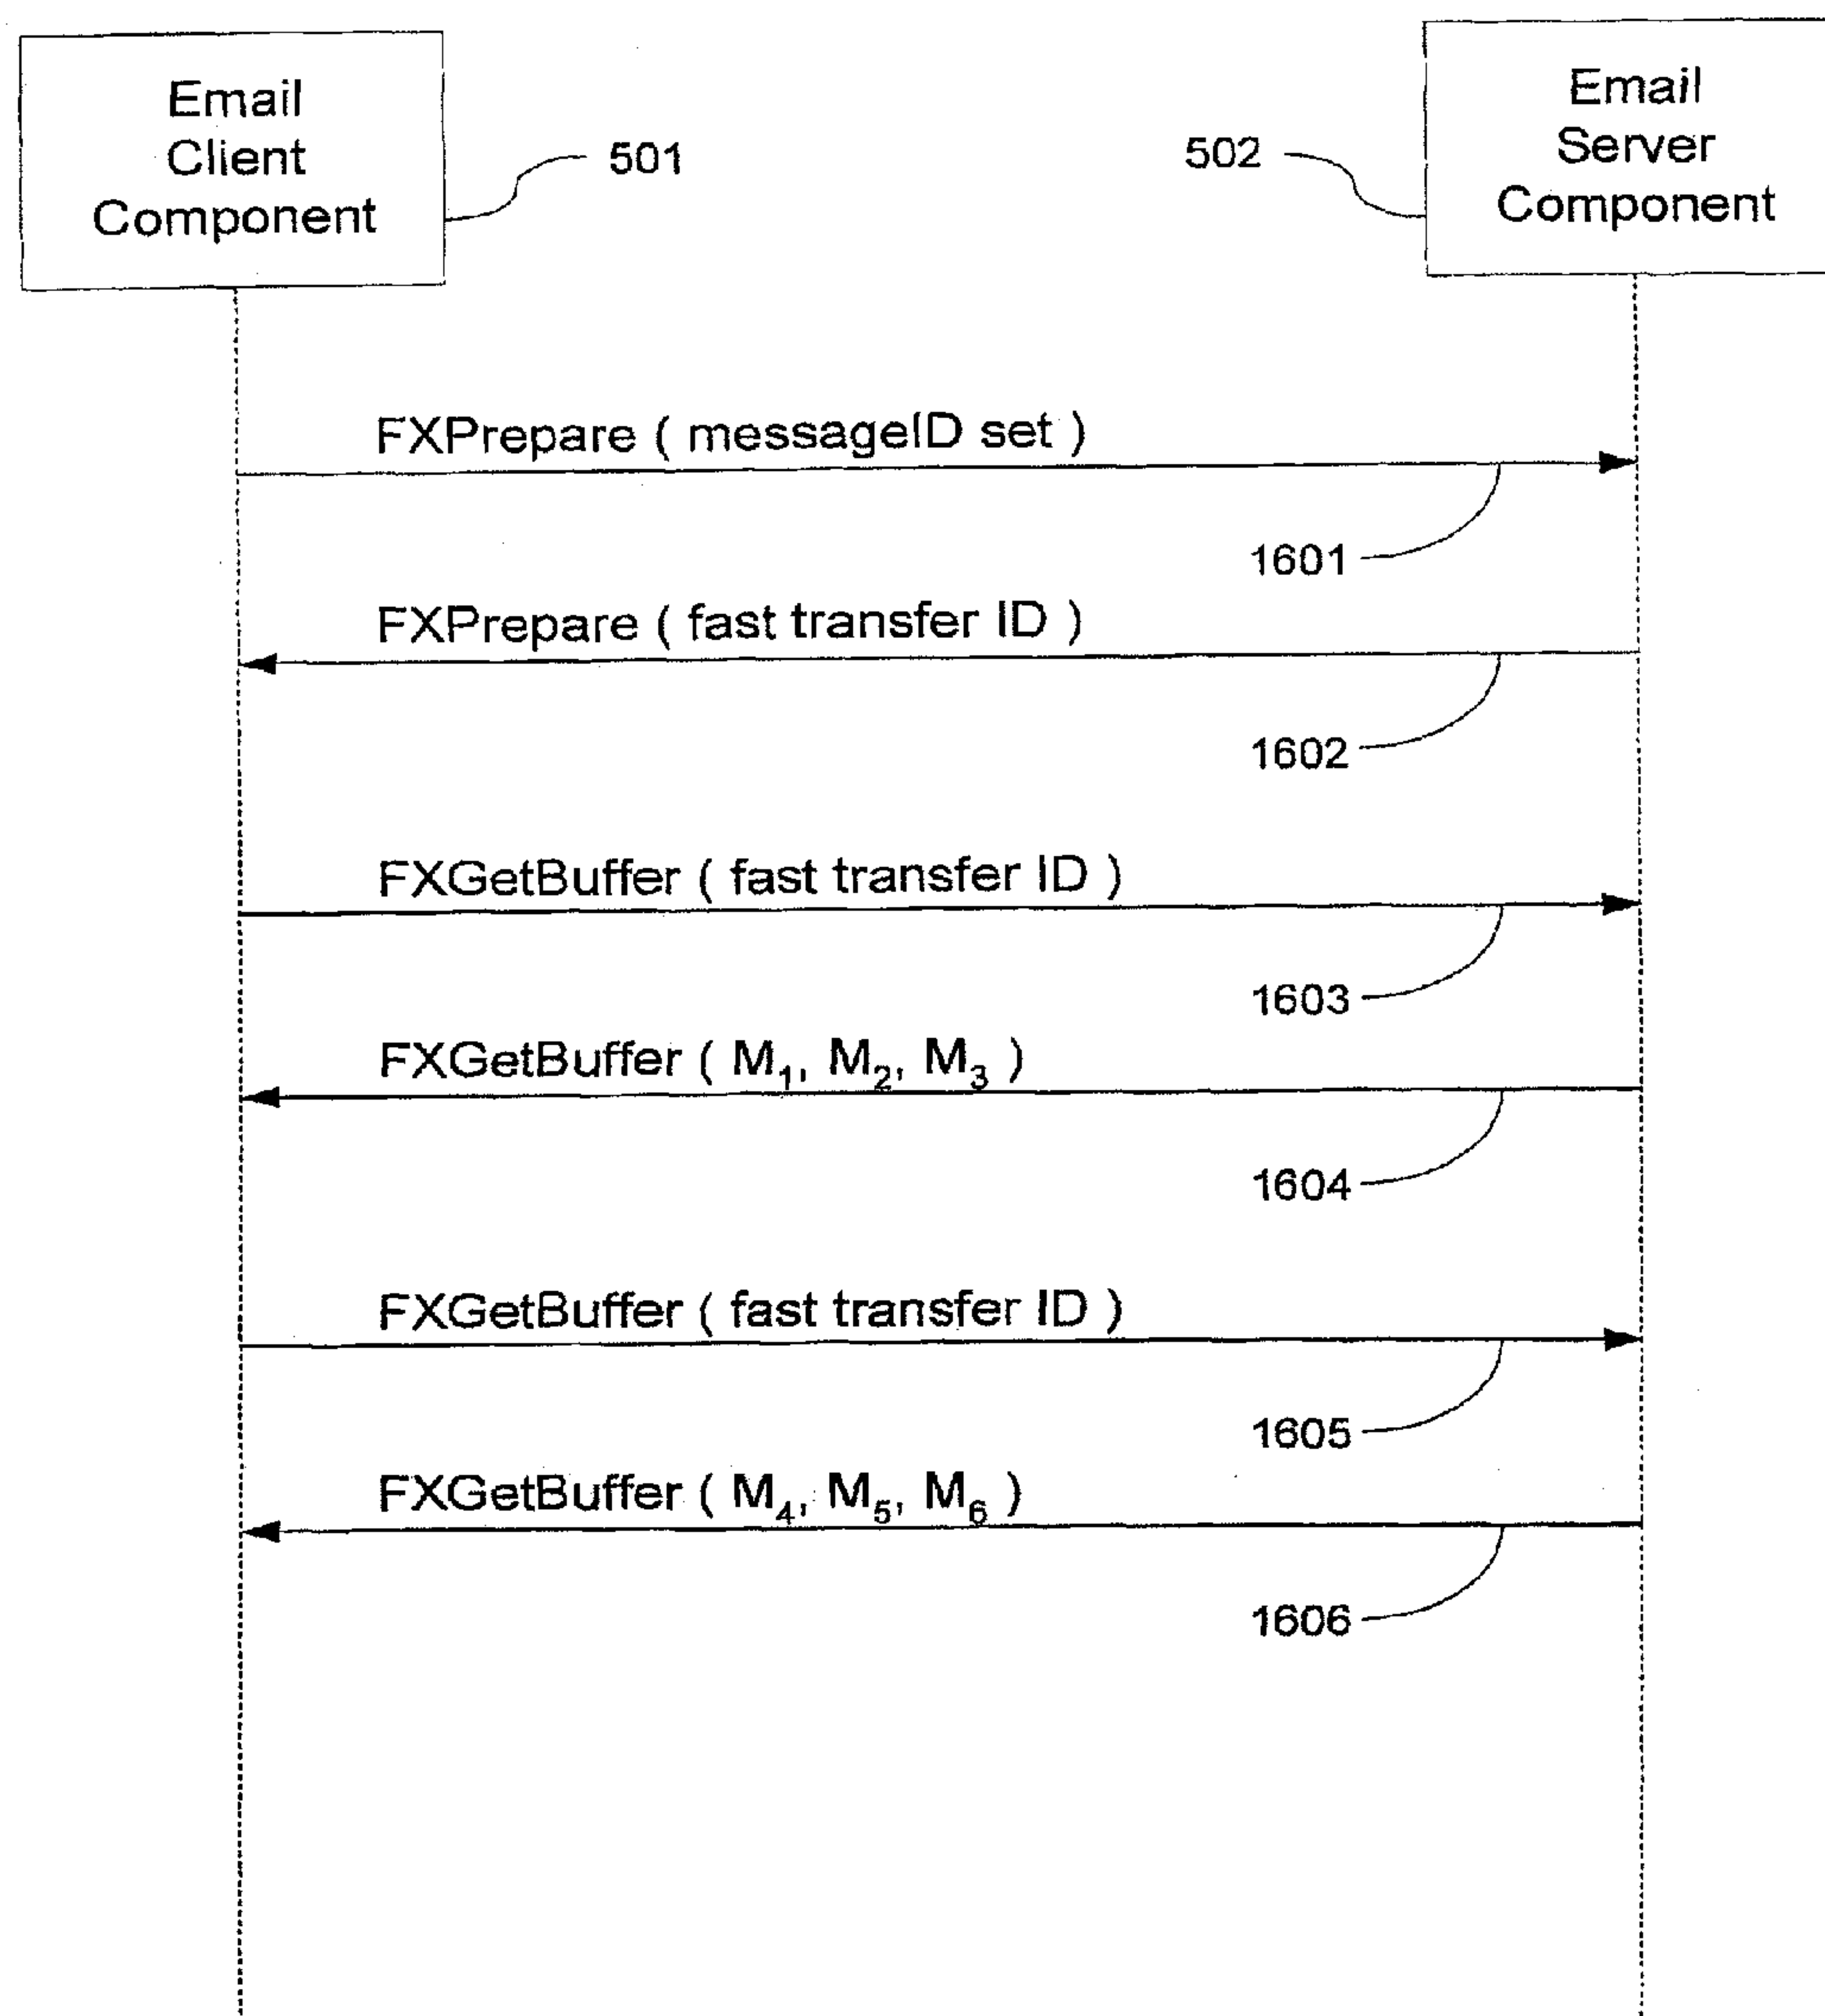 Email
Client
Component
501
502
Email
Server
Component
FXPrepare ( messageID set )
1601
FXPrepare ( fast transfer ID )
1602
FXGetBuffer ( fast transfer ID )
1603
FXGetBuffer ( M₁, M₂, M₃ )
1604
FXGetBuffer ( fast transfer ID )
1605
FXGetBuffer ( M₄, M₅, M₆ )
1606